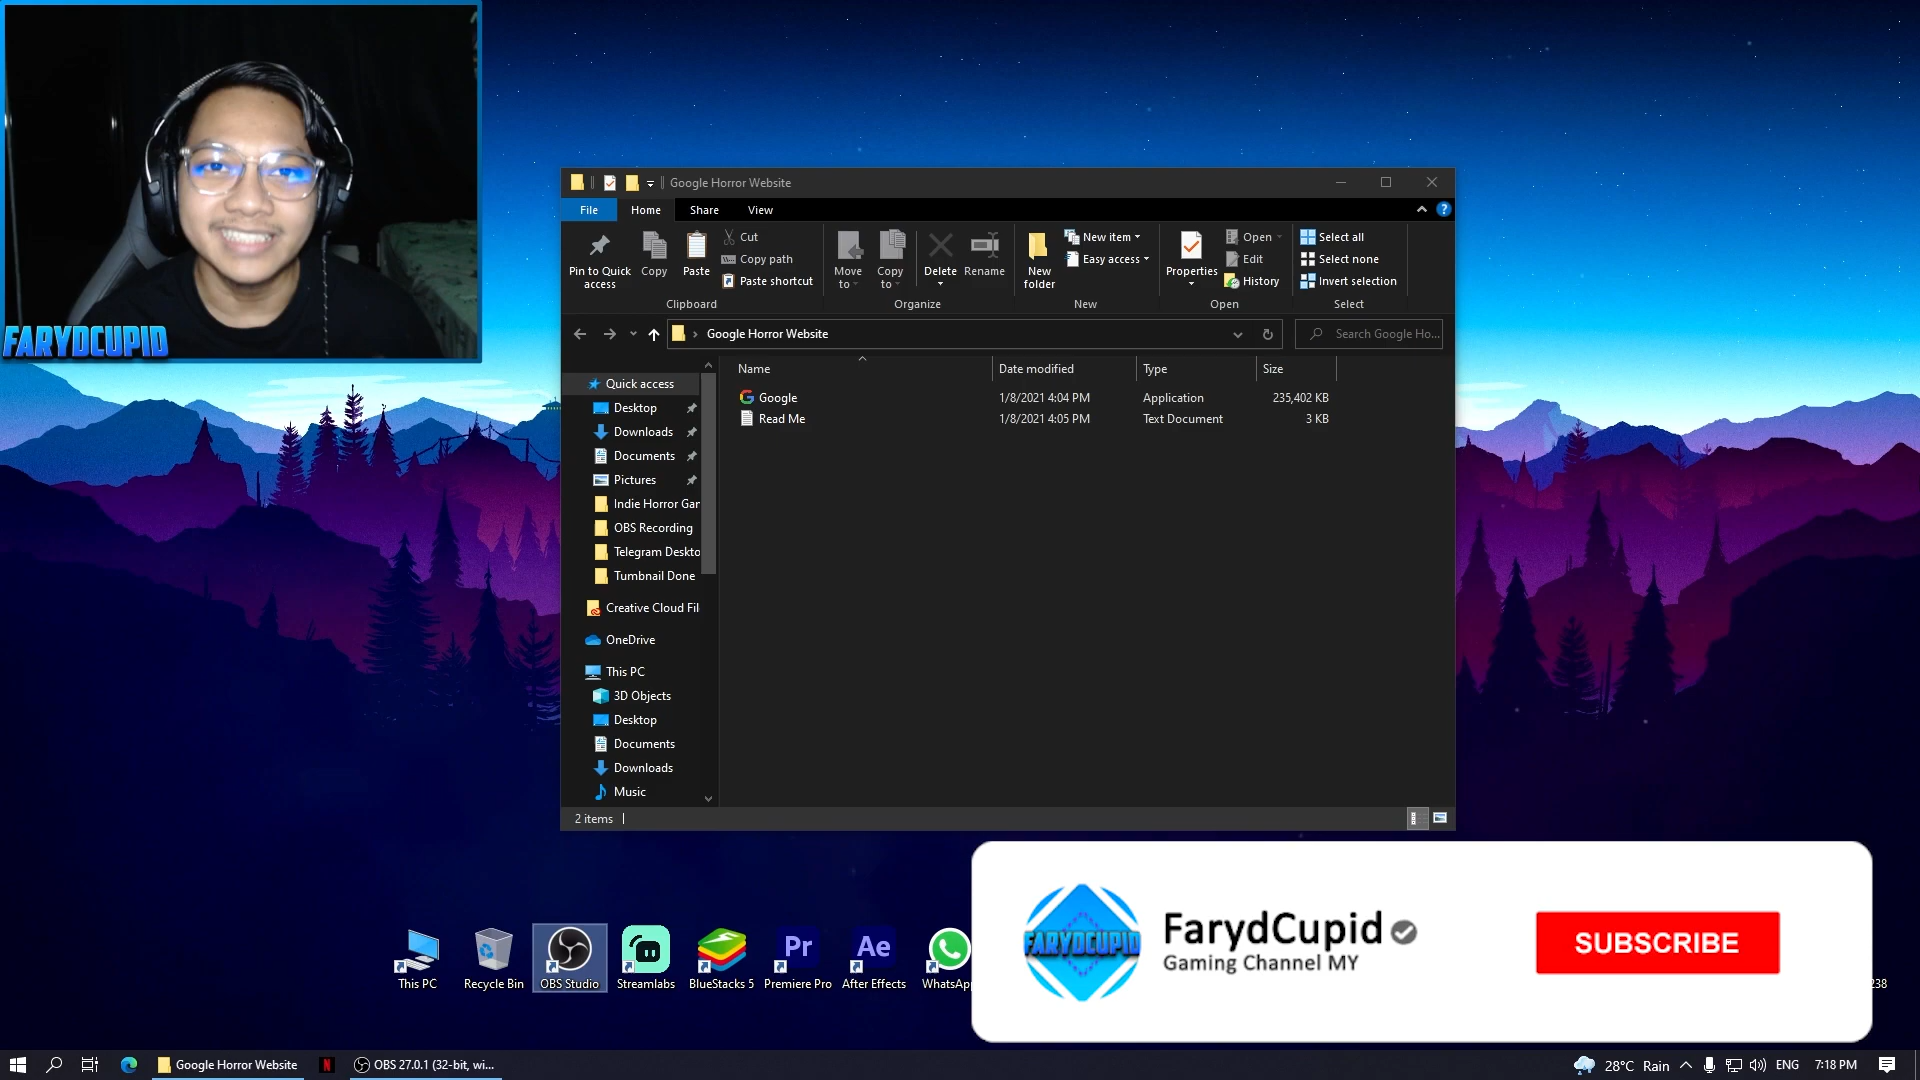 FARYDCUPID
Google Horror Website
File
Home
Share
View
Pin to Quick access
Copy
Paste
Cut
Copy path
Paste shortcut
Clipboard
Move to
Copy to
Delete
Rename
Organize
New folder
New item
Easy access
New
Properties
Open
Edit
History
Open
Select all
Select none
Invert selection
Select
Google Horror Website
Search Google Ho...
Name
Date modified
Type
Size
Google
1/8/2021 4:04 PM
Application
235,402 KB
Read Me
1/8/2021 4:05 PM
Text Document
3 KB
Quick access
Desktop
Downloads
Documents
Pictures
Indie Horror Gar
OBS Recording
Telegram Deskto
Tumbnail Done
Creative Cloud Fil
OneDrive
This PC
3D Objects
Desktop
Documents
Downloads
Music
2 items
This PC
Recycle Bin
OBS Studio
Streamlabs
BlueStacks 5
Pr
Premiere Pro
Ae
After Effects
WhatsApp
FARYDCUPID
FarydCupid
Gaming Channel MY
SUBSCRIBE
238
Google Horror Website
N
OBS 27.0.1 (32-bit, wi...
28°C Rain
ENG
7:18 PM